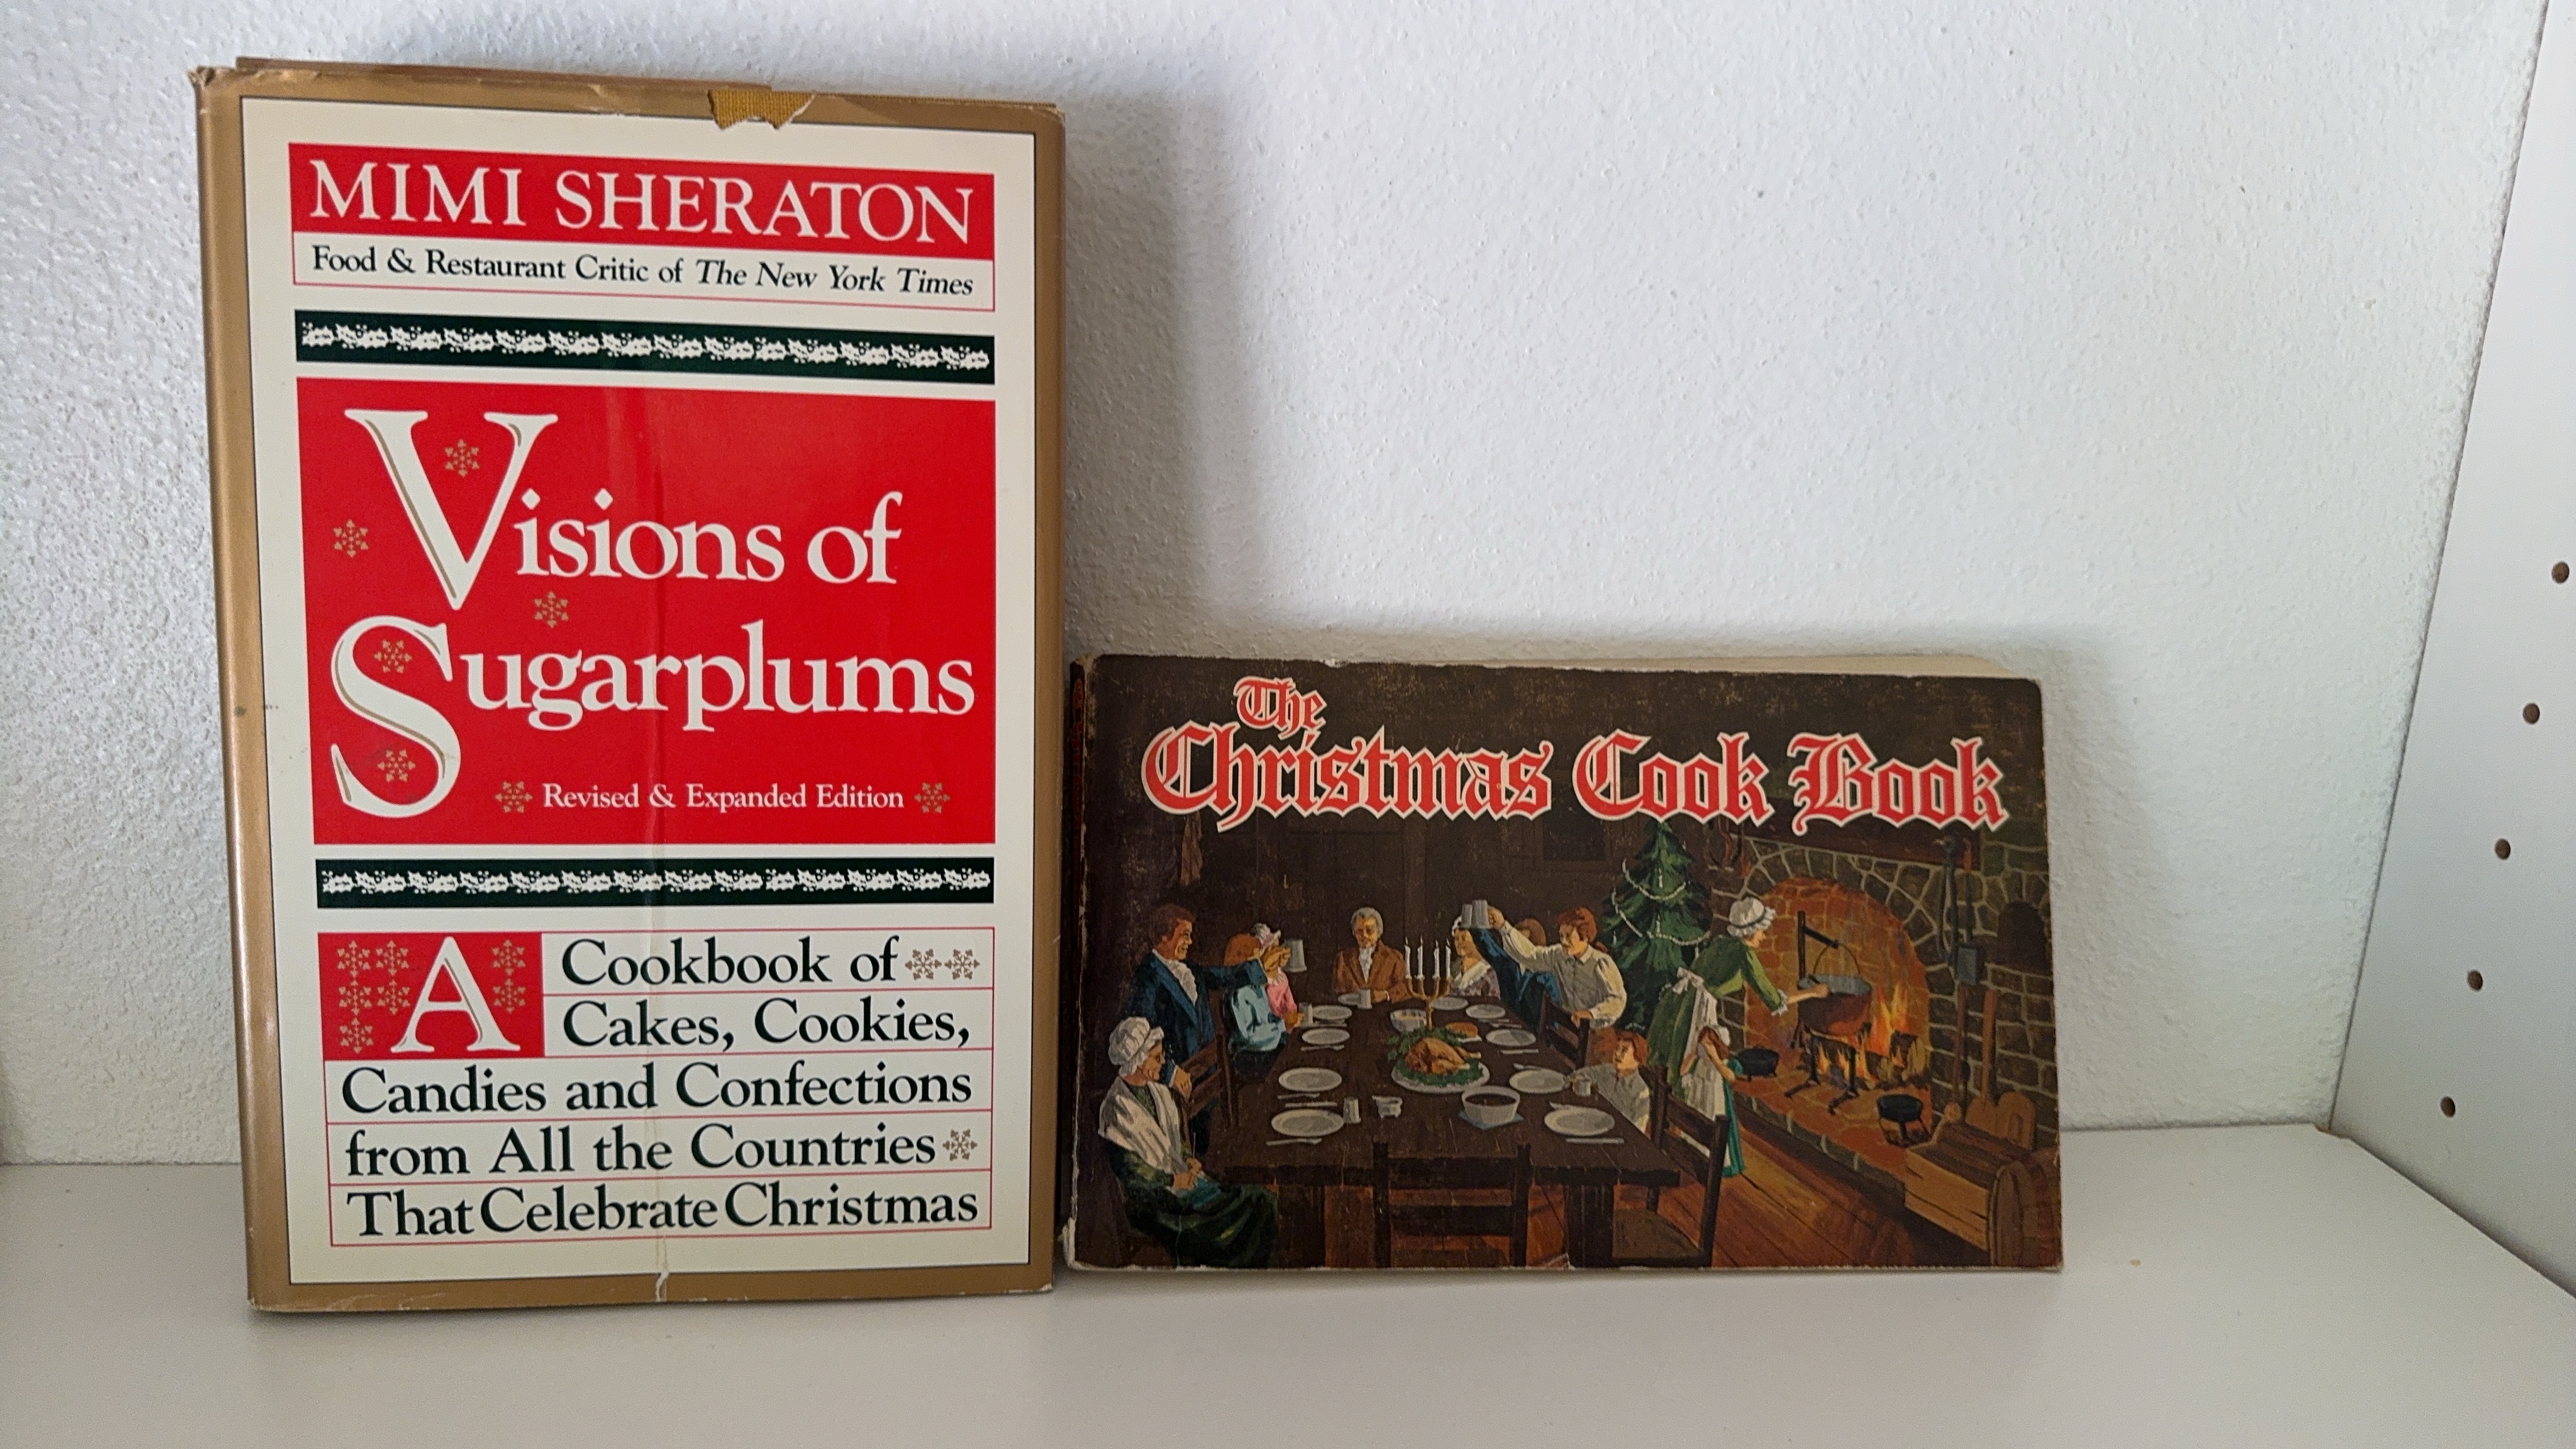 MIMI SHERATON
Food & Restaurant Critic of The New York Times
Visions of
Sugarplums
Revised & Expanded Edition
A Cookbook of
Cakes, Cookies,
Candies and Confections
from All the Countries
That Celebrate Christmas
The
Christmas Cook Book